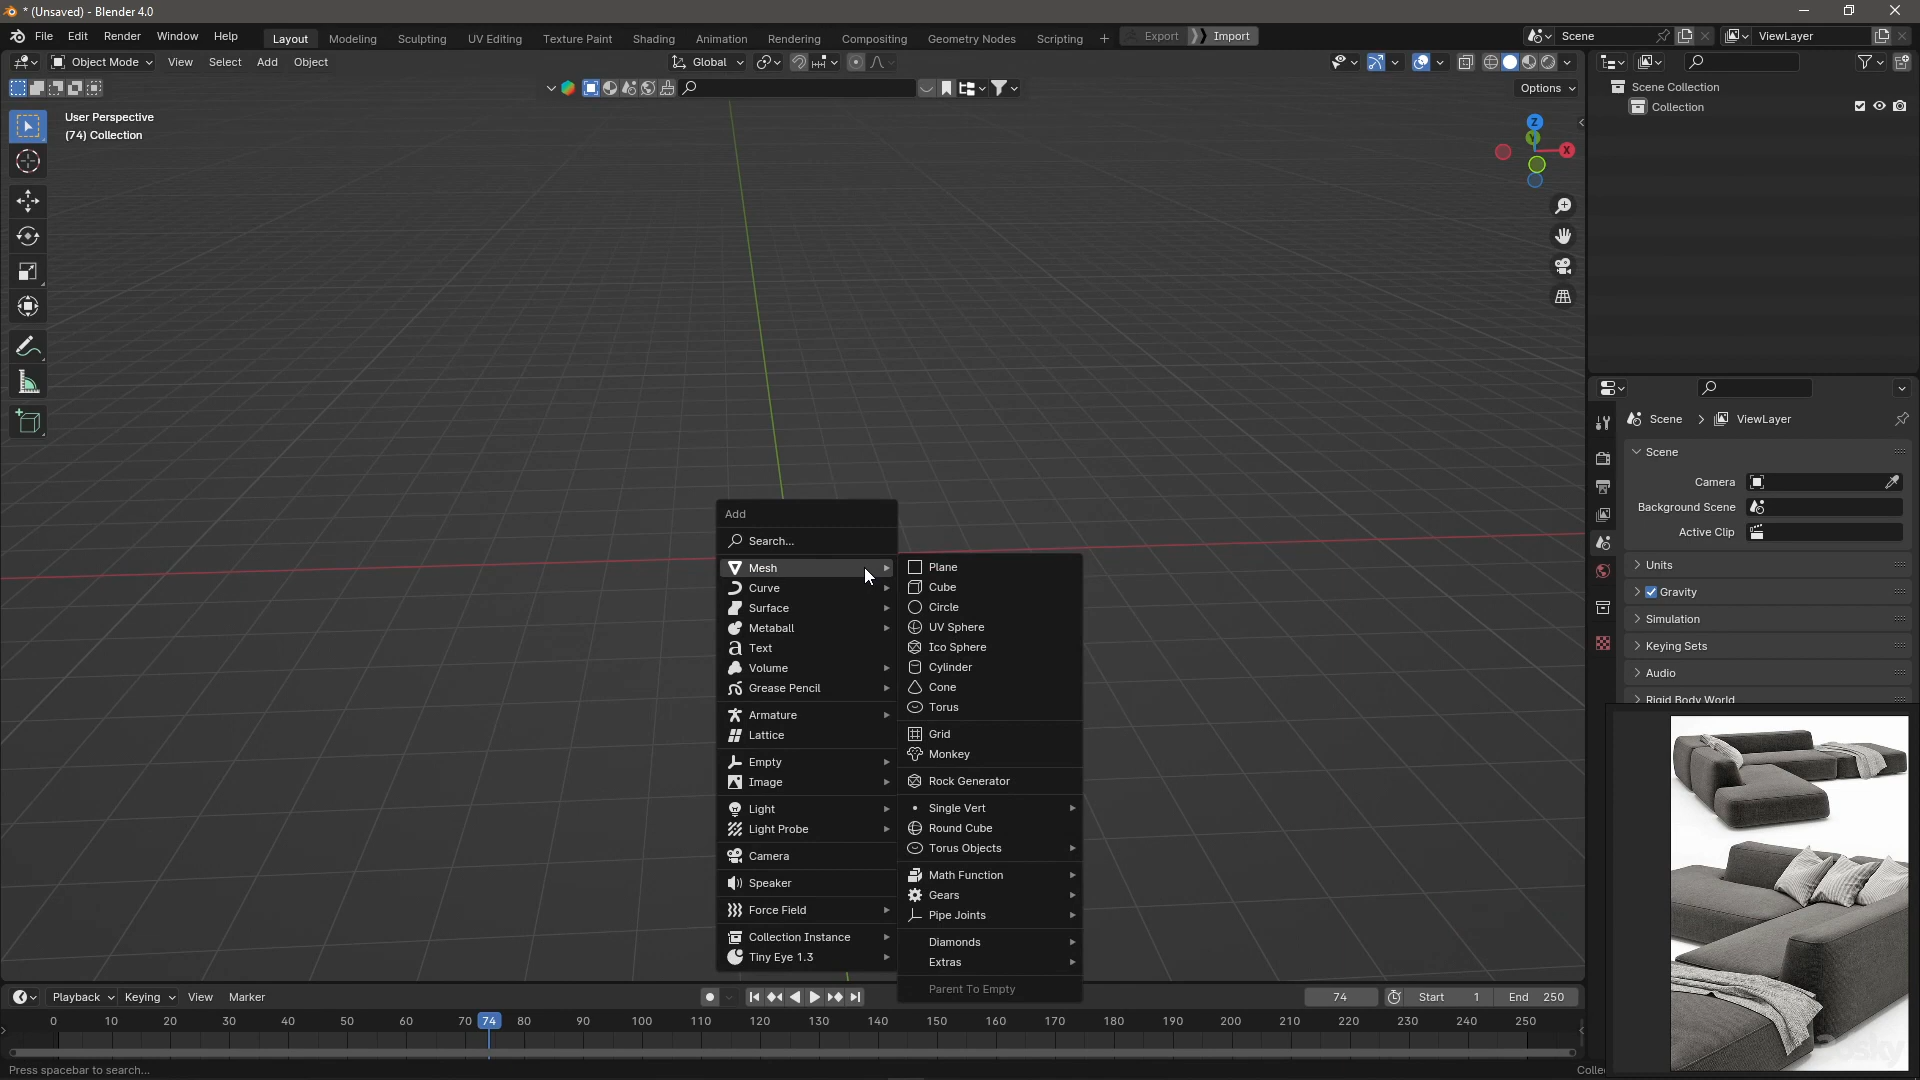 * (Unsaved) - Blender 4.0
File Edit Render Window Help
Layout Modeling Sculpting UV Editing Texture Paint Shading Animation Rendering Compositing Geometry Nodes Scripting +
Export Import
Scene
ViewLayer
Object Mode View Select Add Object
Global
Options
User Perspective
(74) Collection
Z
Y
X
Scene Collection
Collection
Scene > ViewLayer
Scene
Camera
Background Scene
Active Clip
Units
Gravity
Simulation
Keying Sets
Audio
Rigid Body World
Add
Search...
Mesh
Curve
Surface
Metaball
Text
Volume
Grease Pencil
Armature
Lattice
Empty
Image
Light
Light Probe
Camera
Speaker
Force Field
Collection Instance
Tiny Eye 1.3
Plane
Cube
Circle
UV Sphere
Ico Sphere
Cylinder
Cone
Torus
Grid
Monkey
Rock Generator
Single Vert
Round Cube
Torus Objects
Math Function
Gears
Pipe Joints
Diamonds
Extras
Parent To Empty
Playback Keying View Marker
74
Start 1
End 250
0 10 20 30 40 50 60 70 74 80 90 100 110 120 130 140 150 160 170 180 190 200 210 220 230 240 250
Press spacebar to search...
Colle